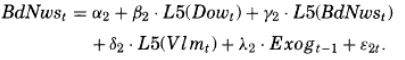 BdNws_t = α_2 + β_2 · L5(Dow_t) + γ_2 · L5(BdNws_t)
+ δ_2 · L5(Vlm_t) + λ_2 · Exog_{t−1} + ε_{2t}.